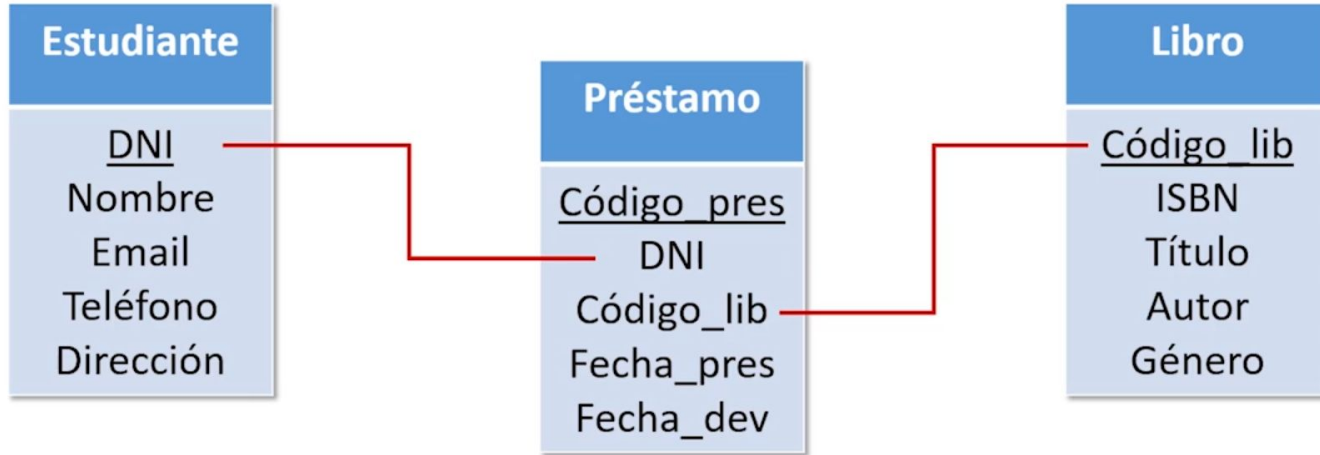 Estudiante
DNI
Nombre
Email
Teléfono
Dirección
Préstamo
Código_pres
DNI
Código_lib
Fecha_pres
Fecha_dev
Libro
Código_lib
ISBN
Título
Autor
Género